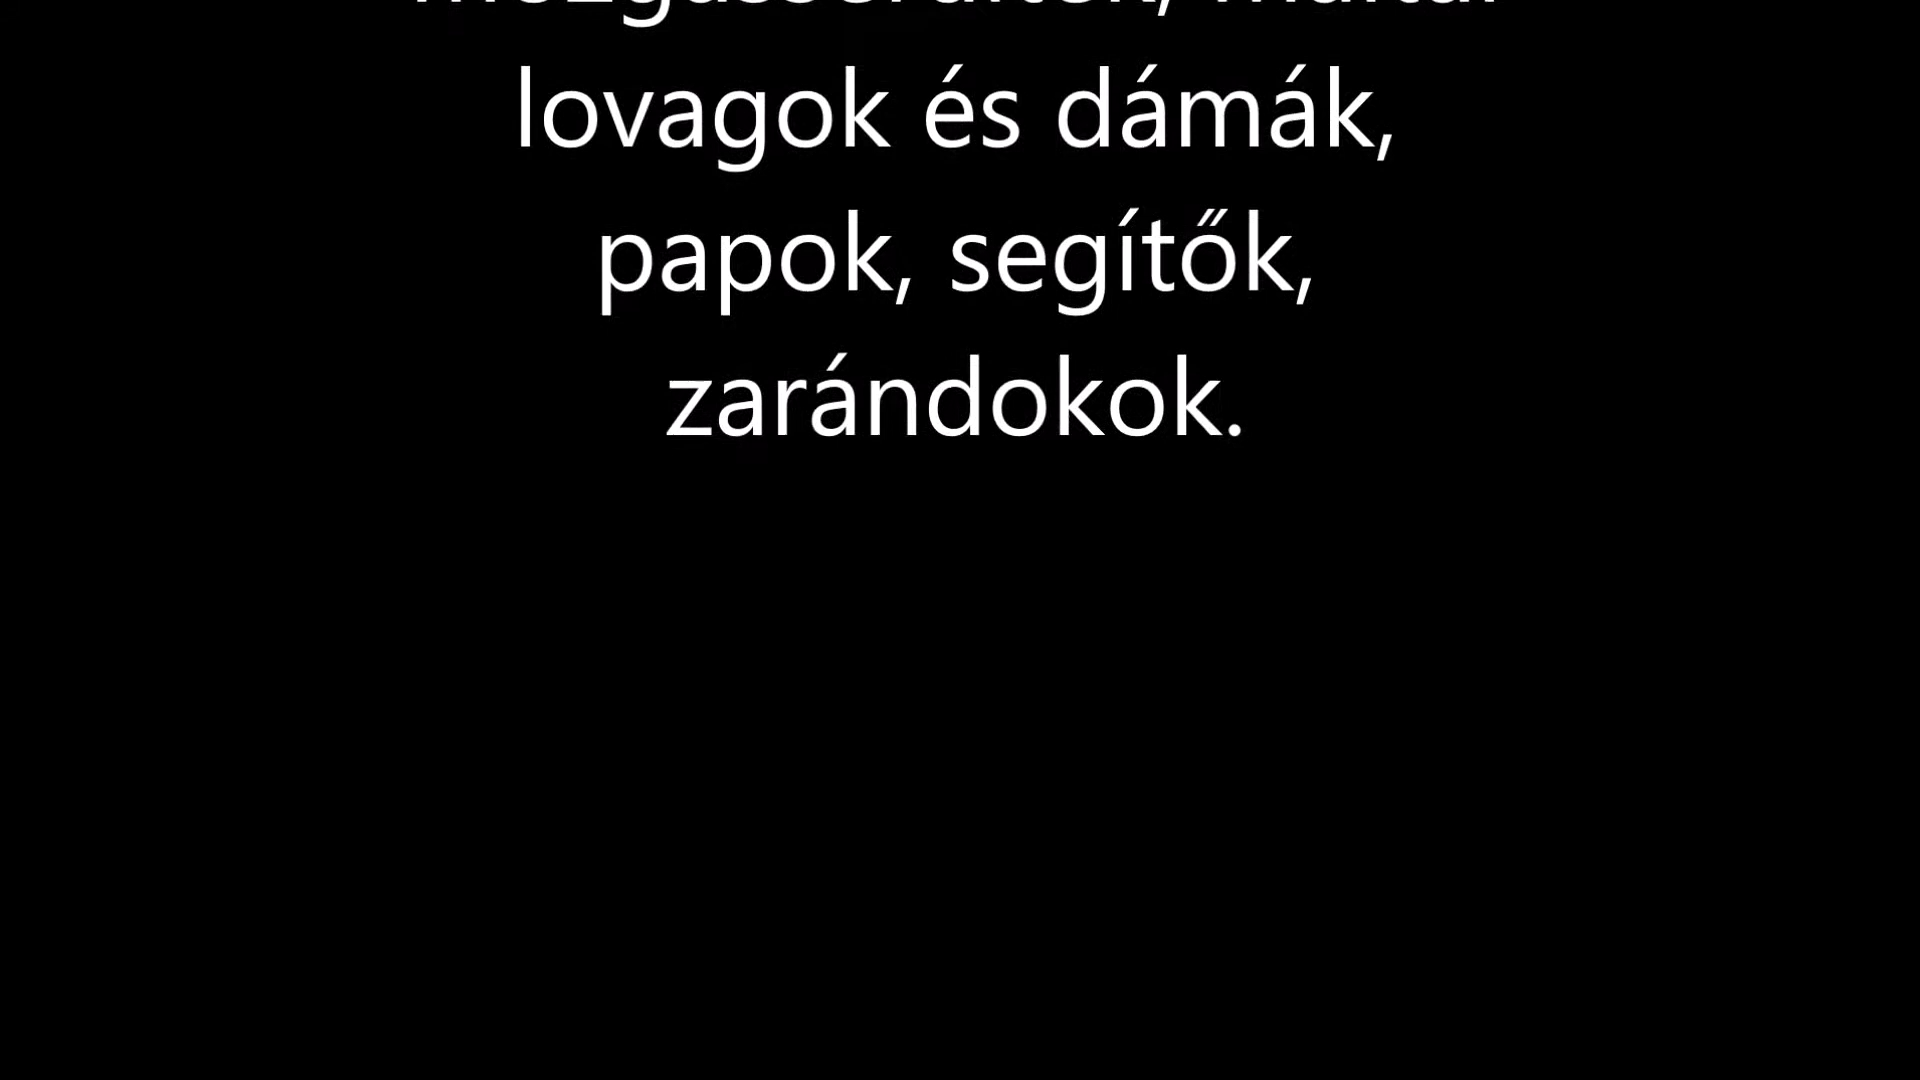 lovagok és dámák,
papok, segítők,
zarándokok.